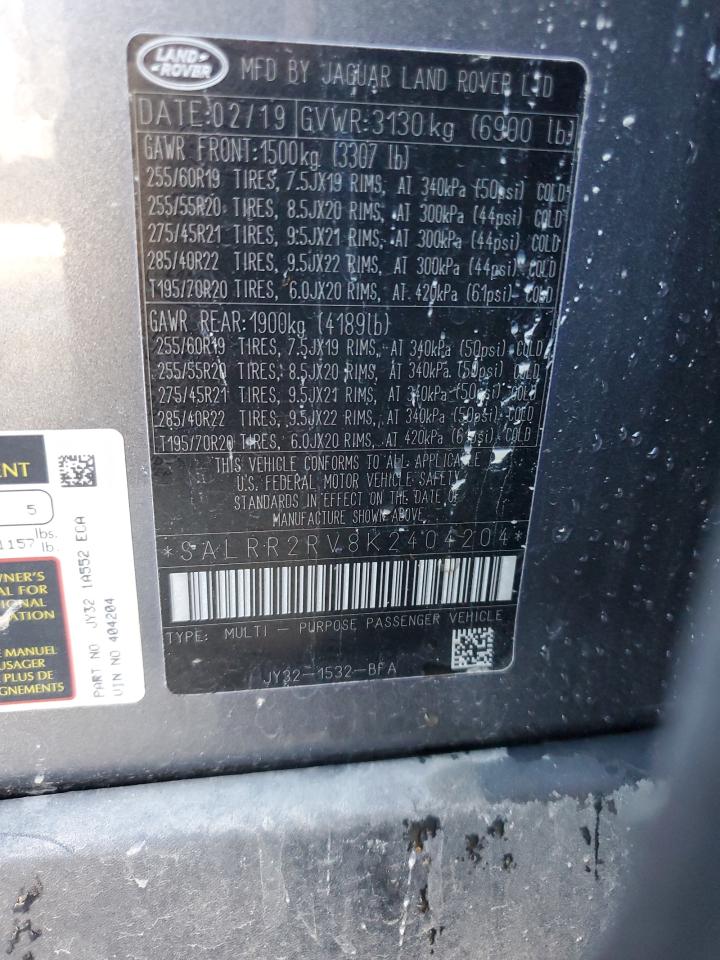 LAND
ROVER
MFD BY JAGUAR LAND ROVER LTD
DATE:02/19 GVWR:3130kg (6900 lb)
GAWR FRONT:1500kg (3307 lb)
255/60R19 TIRES, 7.5JX19 RIMS, AT 340kPa (50psi) COLD
255/55R20 TIRES, 8.5JX20 RIMS, AT 300kPa (44psi) COLD
275/45R21 TIRES, 9.5JX21 RIMS, AT 300kPa (44psi) COLD
285/40R22 TIRES, 9.5JX22 RIMS, AT 300kPa (44psi) COLD
T195/70R20 TIRES, 6.0JX20 RIMS, AT 420kPa (61psi) COLD
GAWR REAR:1900kg (4189lb)
255/60R19 TIRES, 7.5JX19 RIMS, AT 340kPa (50psi) COLD
255/55R20 TIRES, 8.5JX20 RIMS, AT 340kPa (50psi) COLD
275/45R21 TIRES, 9.5JX21 RIMS, AT 340kPa (50psi) COLD
285/40R22 TIRES, 9.5JX22 RIMS, AT 340kPa (50psi) COLD
T195/70R20 TIRES, 6.0JX20 RIMS, AT 420kPa (61psi) COLD
THIS VEHICLE CONFORMS TO ALL APPLICABLE
U.S. FEDERAL MOTOR VEHICLE SAFETY
STANDARDS IN EFFECT ON THE DATE OF
MANUFACTURE SHOWN ABOVE.
*SALRR2RV8K2404204*
TYPE: MULTI - PURPOSE PASSENGER VEHICLE
JY32-1532-BFA
5
lbs.
1157 lb.
PART NO JY32 1A552 ECA
VIN NO 404204
OWNER'S
FOR
MANUEL
USAGER
PLUS DE